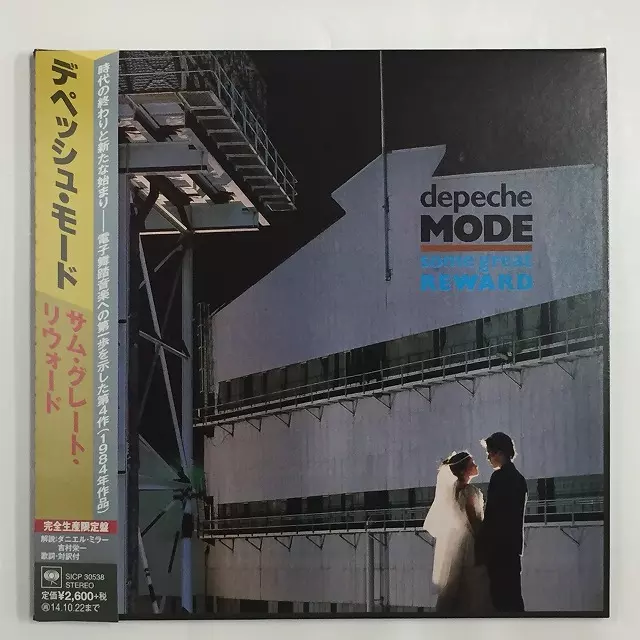 デペッシュ・モード
サム・グレート・
リウォード
時代の終わりと新たな始まり──電子舞踏音楽への第一歩を示した第4作(1984年作品)
完全生産限定盤
解説:ダニエル・ミラー
吉村栄一
歌詞・対訳付
SICP 30538
STEREO
定価¥2,600+税
14.10.22まで
depeche
MODE
some great
REWARD